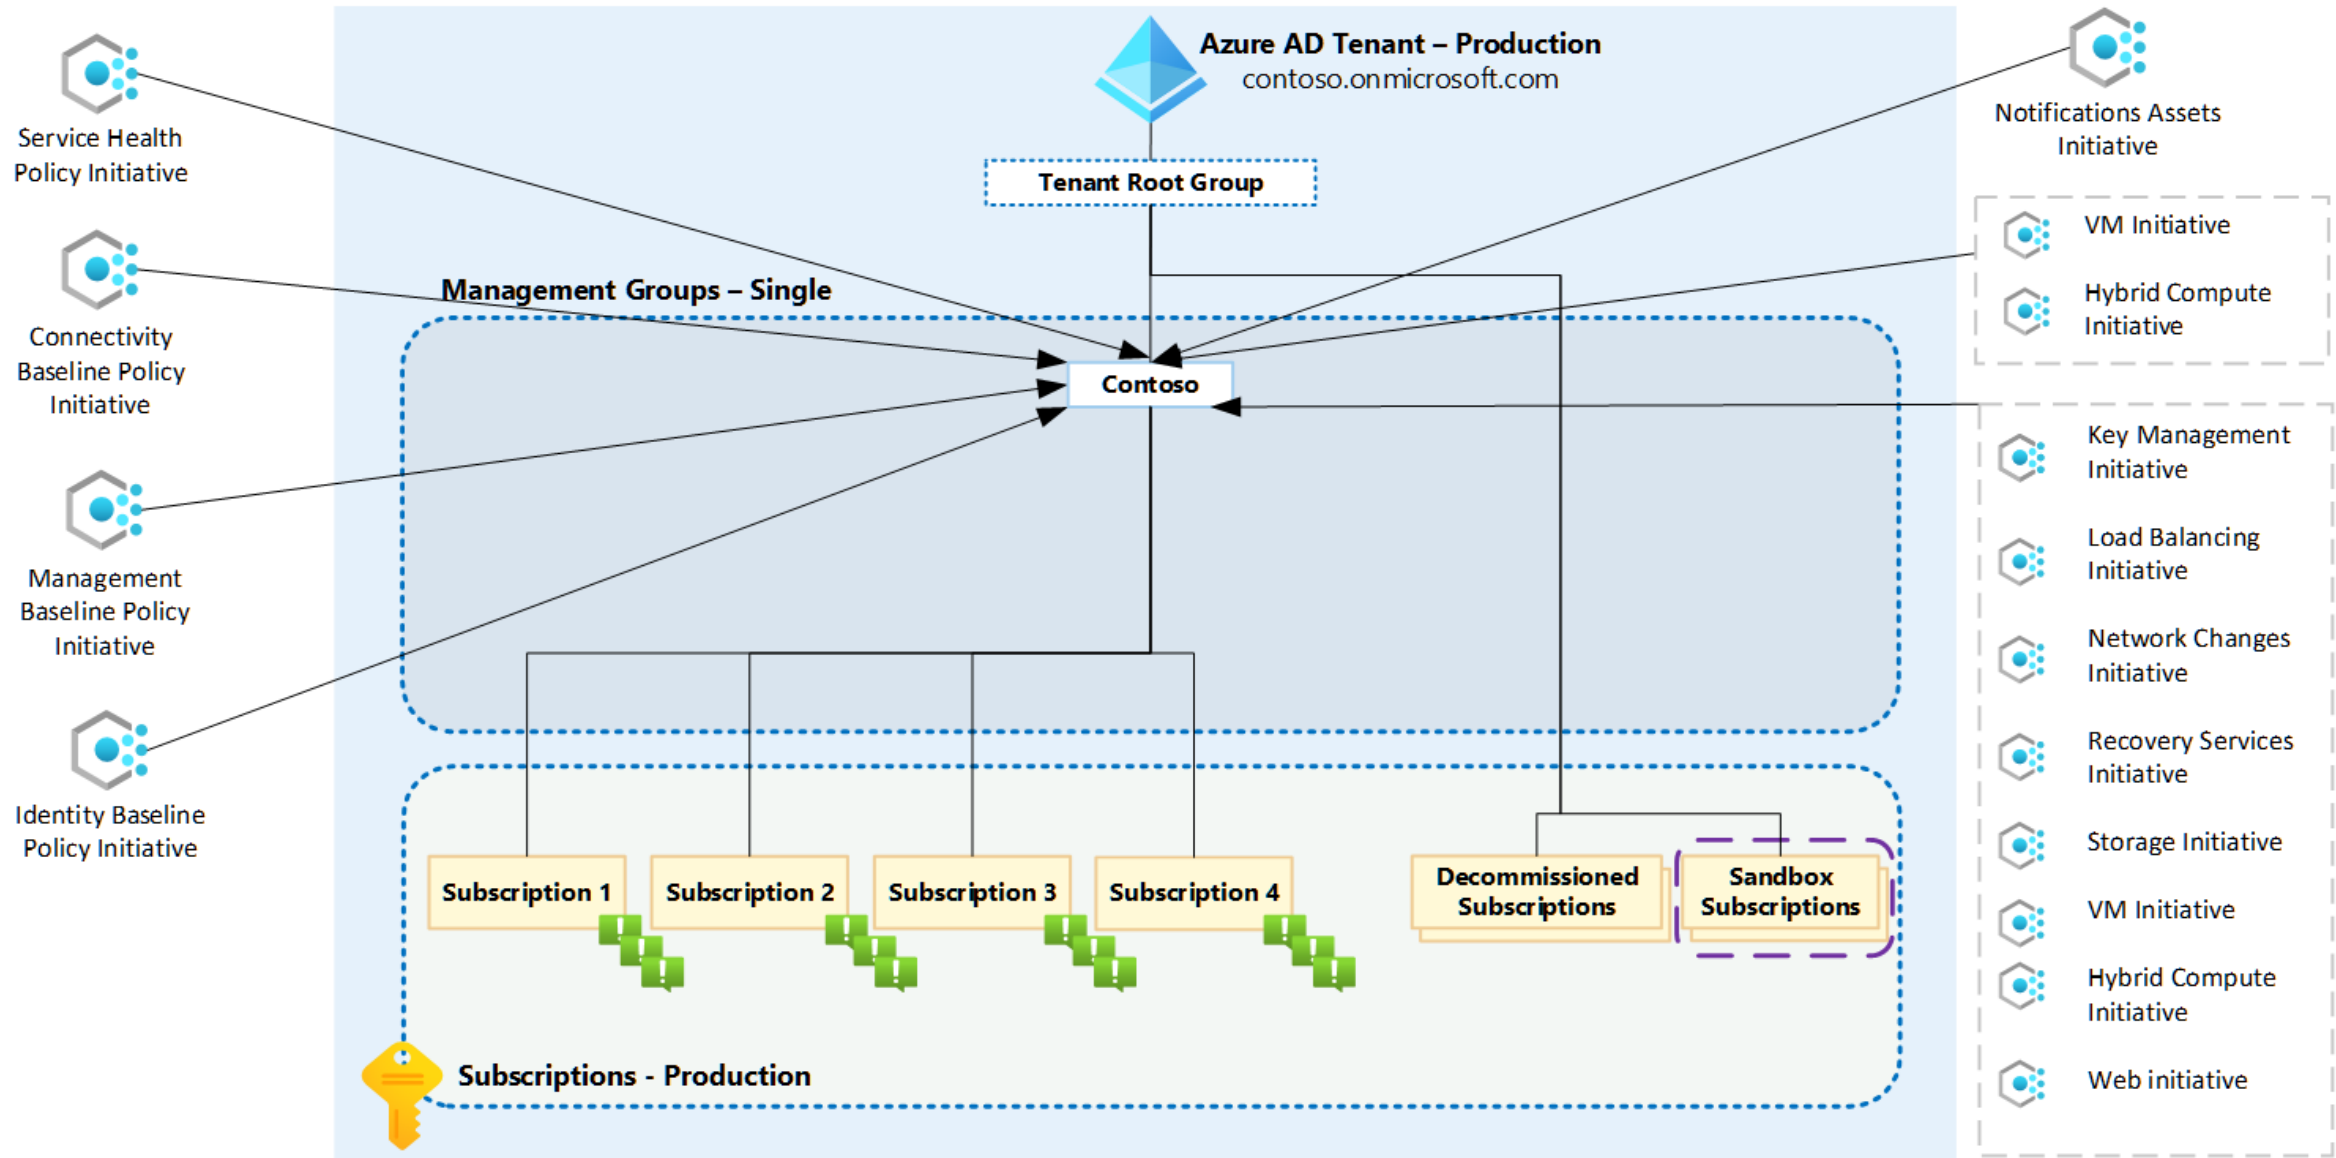 Azure AD Tenant – Production
contoso.onmicrosoft.com
Tenant Root Group
Management Groups – Single
Contoso
Service Health
Policy Initiative
Connectivity
Baseline Policy
Initiative
Management
Baseline Policy
Initiative
Identity Baseline
Policy Initiative
Notifications Assets
Initiative
VM Initiative
Hybrid Compute
Initiative
Key Management
Initiative
Load Balancing
Initiative
Network Changes
Initiative
Recovery Services
Initiative
Storage Initiative
VM Initiative
Hybrid Compute
Initiative
Web initiative
Subscription 1
Subscription 2
Subscription 3
Subscription 4
Decommissioned
Subscriptions
Sandbox
Subscriptions
Subscriptions - Production